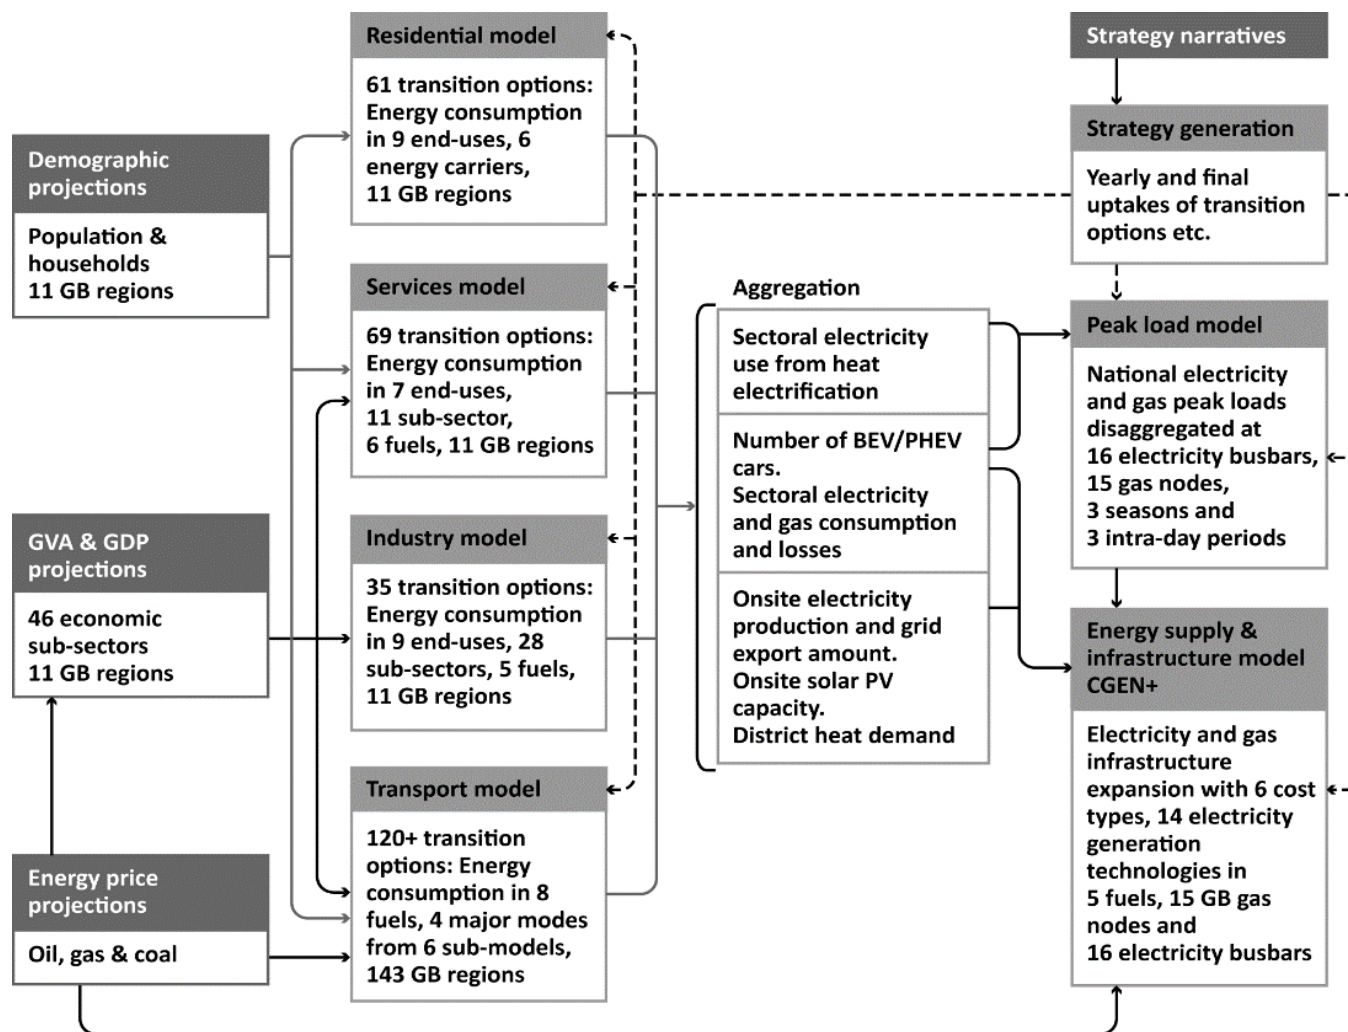 Demographic
projections
Population &
households
11 GB regions
GVA & GDP
projections
46 economic
sub-sectors
11 GB regions
Energy price
projections
Oil, gas & coal
Residential model
61 transition options:
Energy consumption
in 9 end-uses, 6
energy carriers,
11 GB regions
Services model
69 transition options:
Energy consumption
in 7 end-uses,
11 sub-sector,
6 fuels, 11 GB regions
Industry model
35 transition options:
Energy consumption
in 9 end-uses, 28
sub-sectors, 5 fuels,
11 GB regions
Transport model
120+ transition
options: Energy
consumption in 8
fuels, 4 major modes
from 6 sub-models,
143 GB regions
Aggregation
Sectoral electricity
use from heat
electrification
Number of BEV/PHEV
cars.
Sectoral electricity
and gas consumption
and losses
Onsite electricity
production and grid
export amount.
Onsite solar PV
capacity.
District heat demand
Strategy narratives
Strategy generation
Yearly and final
uptakes of transition
options etc.
Peak load model
National electricity
and gas peak loads
disaggregated at
16 electricity busbars,
15 gas nodes,
3 seasons and
3 intra-day periods
Energy supply &
infrastructure model
CGEN+
Electricity and gas
infrastructure
expansion with 6 cost
types, 14 electricity
generation
technologies in
5 fuels, 15 GB gas
nodes and
16 electricity busbars